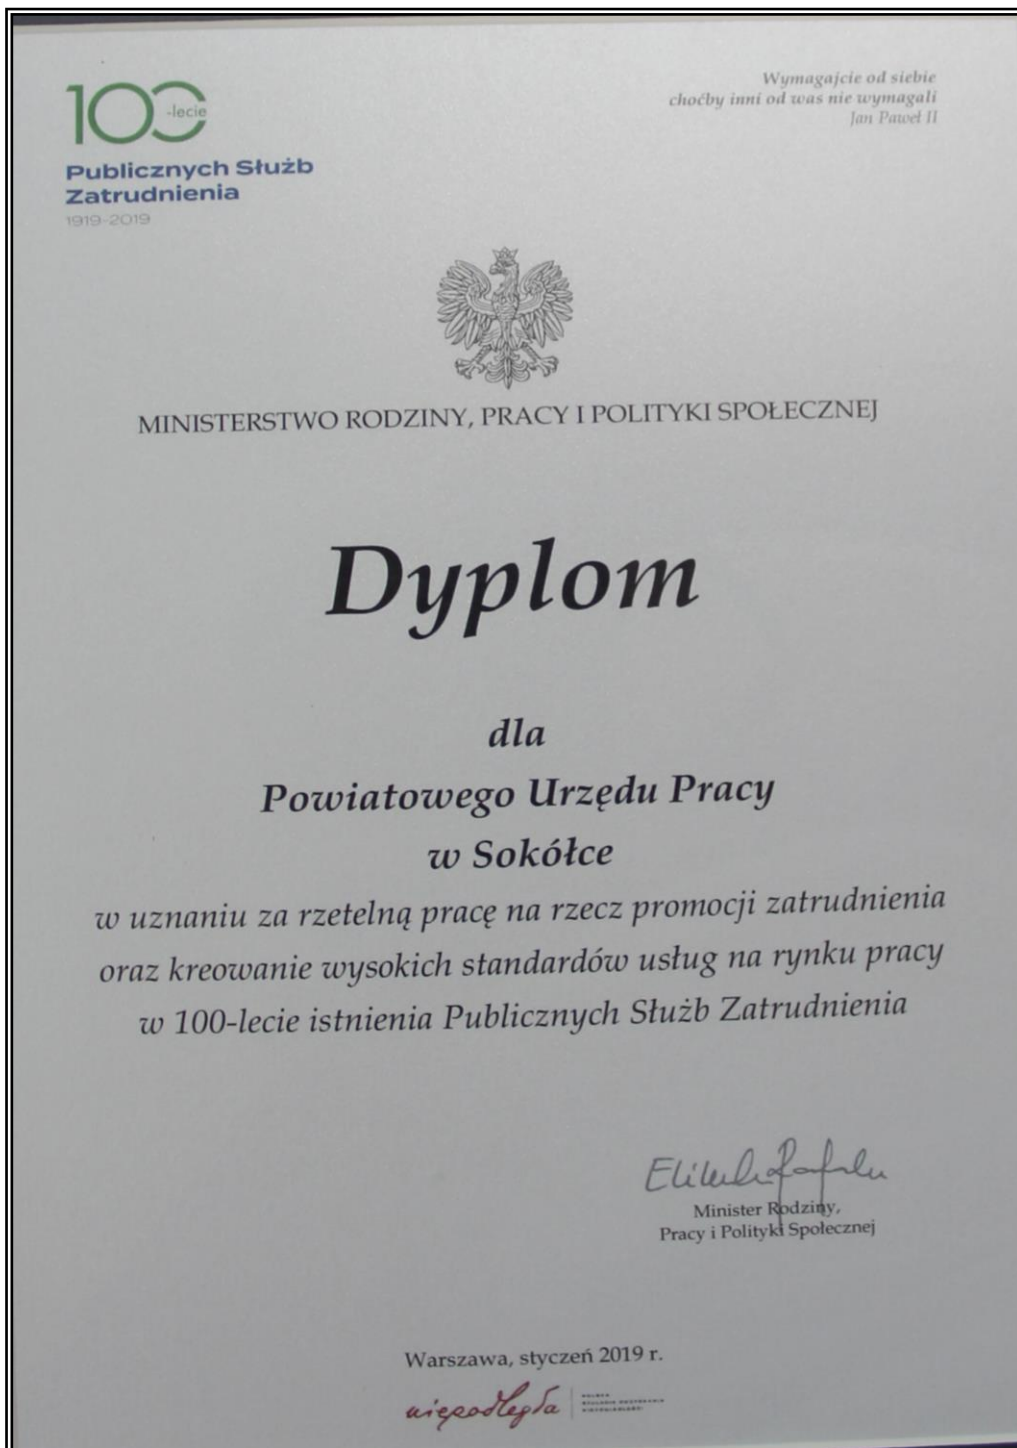 100
-lecie
Publicznych Służb
Zatrudnienia
1919-2019
Wymagajcie od siebie
choćby inni od was nie wymagali
Jan Paweł II
MINISTERSTWO RODZINY, PRACY I POLITYKI SPOŁECZNEJ
Dyplom
dla
Powiatowego Urzędu Pracy
w Sokółce
w uznaniu za rzetelną pracę na rzecz promocji zatrudnienia
oraz kreowanie wysokich standardów usług na rynku pracy
w 100-lecie istnienia Publicznych Służb Zatrudnienia
Minister Rodziny,
Pracy i Polityki Społecznej
Warszawa, styczeń 2019 r.
niepodległa